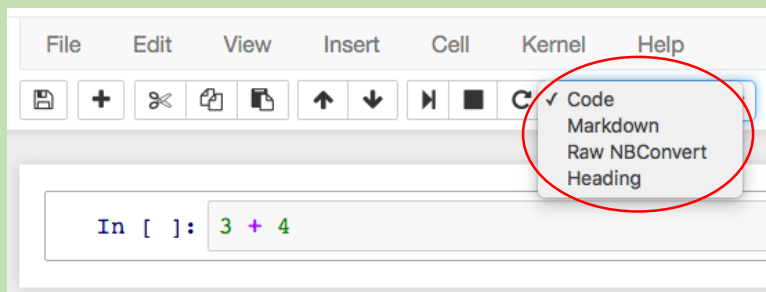 File Edit View Insert Cell Kernel Help
✓ Code
Markdown
Raw NBConvert
Heading
In [ ]: 3 + 4